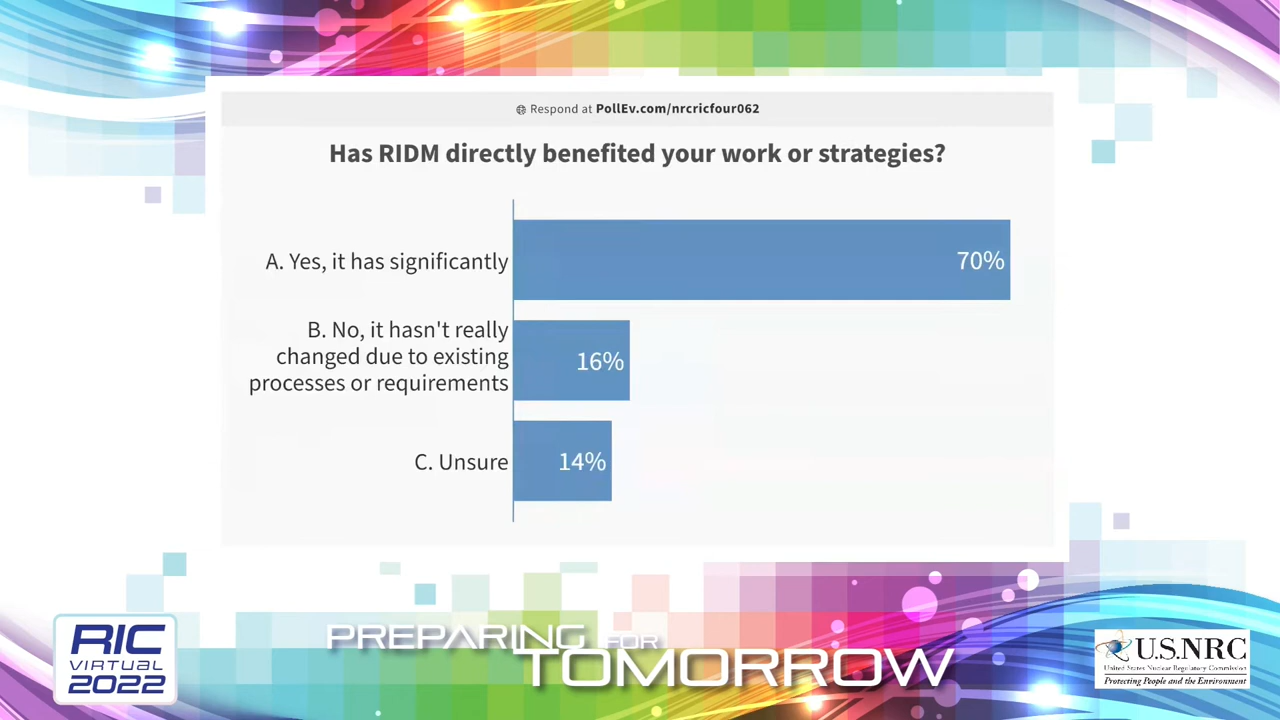 Respond at PollEv.com/nrcricfour062
Has RIDM directly benefited your work or strategies?
A. Yes, it has significantly
70%
B. No, it hasn't really
changed due to existing
processes or requirements
16%
C. Unsure
14%
RIC
VIRTUAL
2022
PREPARING FOR
TOMORROW
U.S.NRC
United States Nuclear Regulatory Commission
Protecting People and the Environment